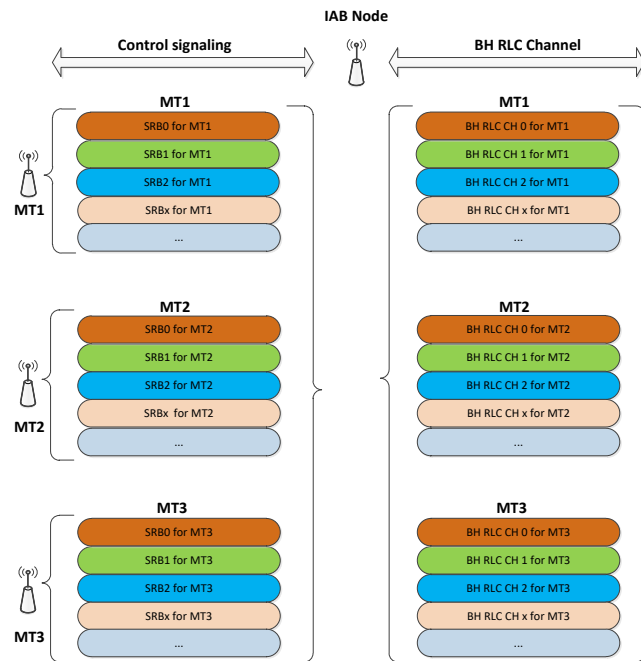 IAB Node
Control signaling
BH RLC Channel
MT1
SRB0 for MT1
SRB1 for MT1
SRB2 for MT1
SRBx for MT1
...
MT1
MT1
BH RLC CH 0 for MT1
BH RLC CH 1 for MT1
BH RLC CH 2 for MT1
BH RLC CH x for MT1
...
MT2
SRB0 for MT2
SRB1 for MT2
SRB2 for MT2
SRBx for MT2
...
MT2
MT2
BH RLC CH 0 for MT2
BH RLC CH 1 for MT2
BH RLC CH 2 for MT2
BH RLC CH x for MT2
...
MT3
SRB0 for MT3
SRB1 for MT3
SRB2 for MT3
SRBx for MT3
...
MT3
MT3
BH RLC CH 0 for MT3
BH RLC CH 1 for MT3
BH RLC CH 2 for MT3
BH RLC CH x for MT3
...